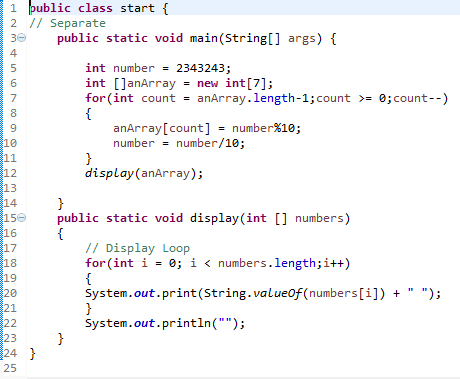 1 public class start {
2 // Separate
3 public static void main(String[] args) {
4
5 int number = 2343243;
6 int []anArray = new int[7];
7 for(int count = anArray.length-1;count >= 0;count--)
8 {
9 anArray[count] = number%10;
10 number = number/10;
11 }
12 display(anArray);
13
14 }
15 public static void display(int [] numbers)
16 {
17 // Display Loop
18 for(int i = 0; i < numbers.length;i++)
19 {
20 System.out.print(String.valueOf(numbers[i]) + " ");
21 }
22 System.out.println("");
23 }
24 }
25